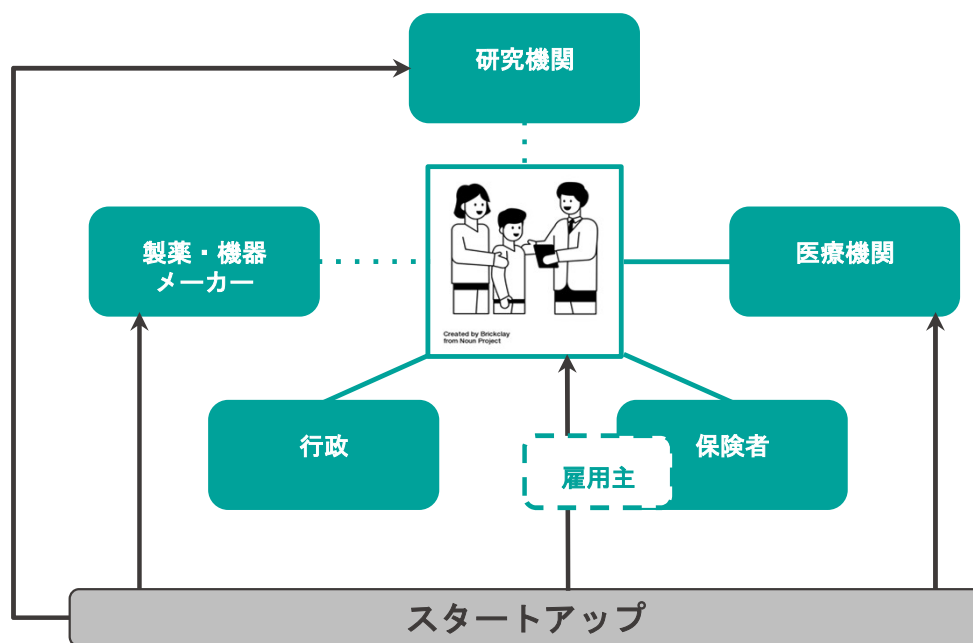 研究機関
製薬・機器
メーカー
医療機関
Created by Brickclay
from Noun Project
行政
保険者
雇用主
スタートアップ